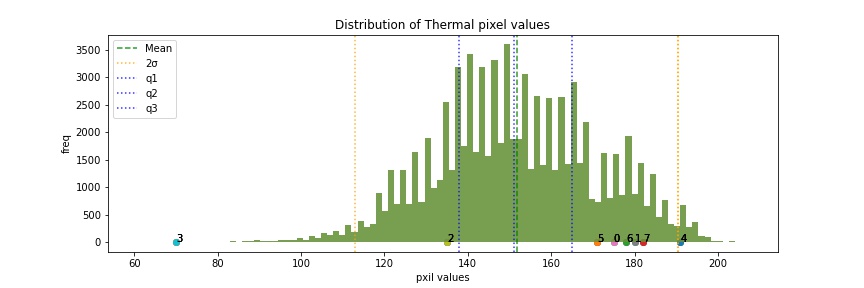 Distribution of Thermal pixel values
Mean
2σ
q1
q2
q3
freq
3500
3000
2500
2000
1500
1000
500
0
3 2 5 0 6 1 7 4
60 80 100 120 140 160 180 200
pxil values